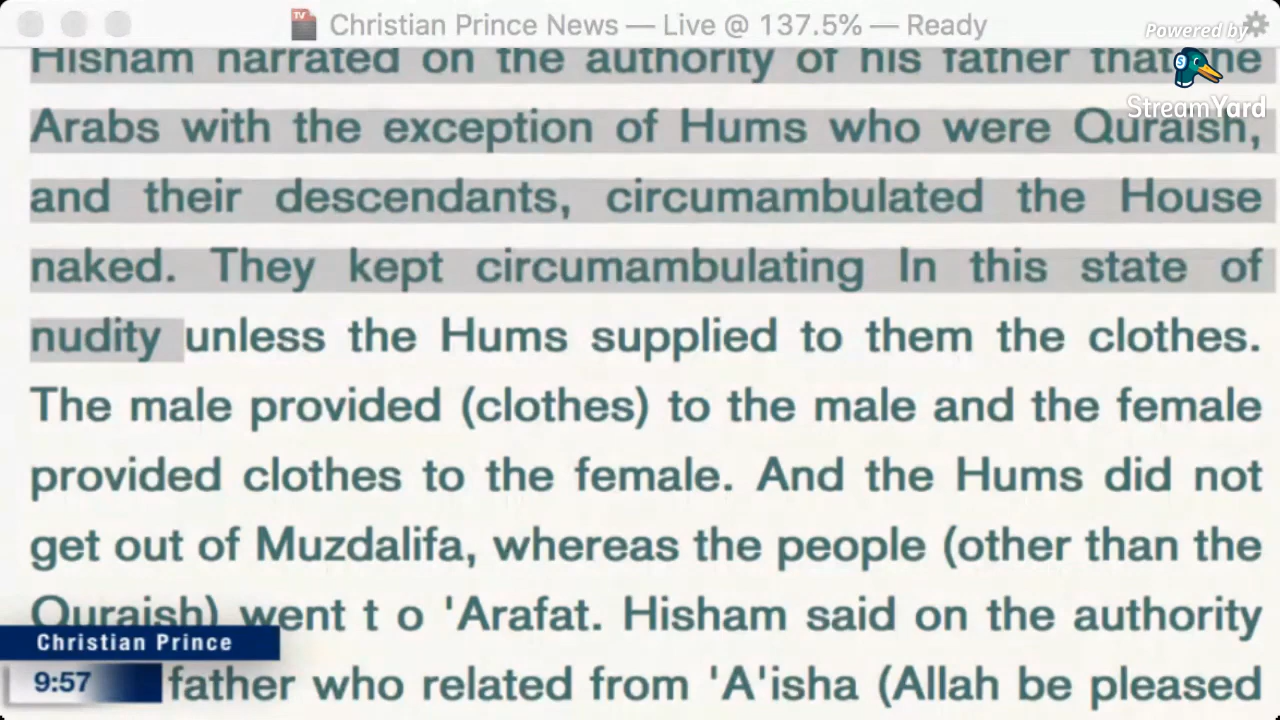 Christian Prince News — Live @ 137.5% — Ready
Powered by
StreamYard
Hisham narrated on the authority of his father that the
Arabs with the exception of Hums who were Quraish,
and their descendants, circumambulated the House
naked. They kept circumambulating In this state of
nudity unless the Hums supplied to them the clothes.
The male provided (clothes) to the male and the female
provided clothes to the female. And the Hums did not
get out of Muzdalifa, whereas the people (other than the
Quraish) went t o 'Arafat. Hisham said on the authority
father who related from 'A'isha (Allah be pleased
Christian Prince
9:57